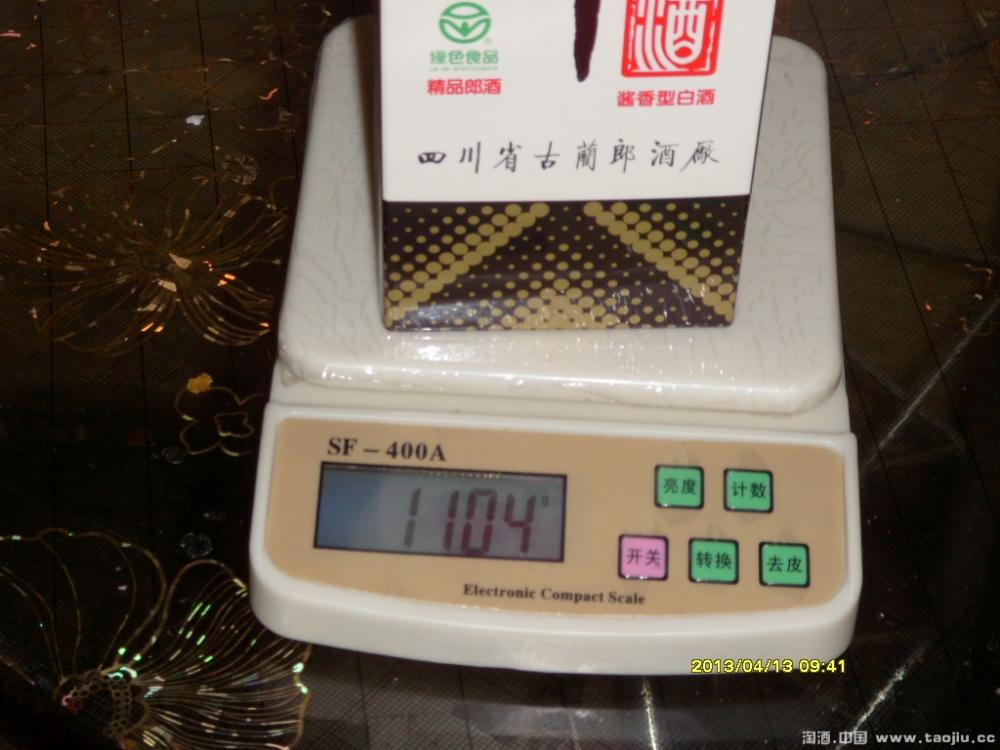 绿色食品
精品郎酒
酒
酱香型白酒
四川省古蔺郎酒厰
SF-400A
1104 g
亮度 计数
开关 转换 去皮
Electronic Compact Scale
2013/04/13 09:41
淘酒.中国 www.taojiu.cc